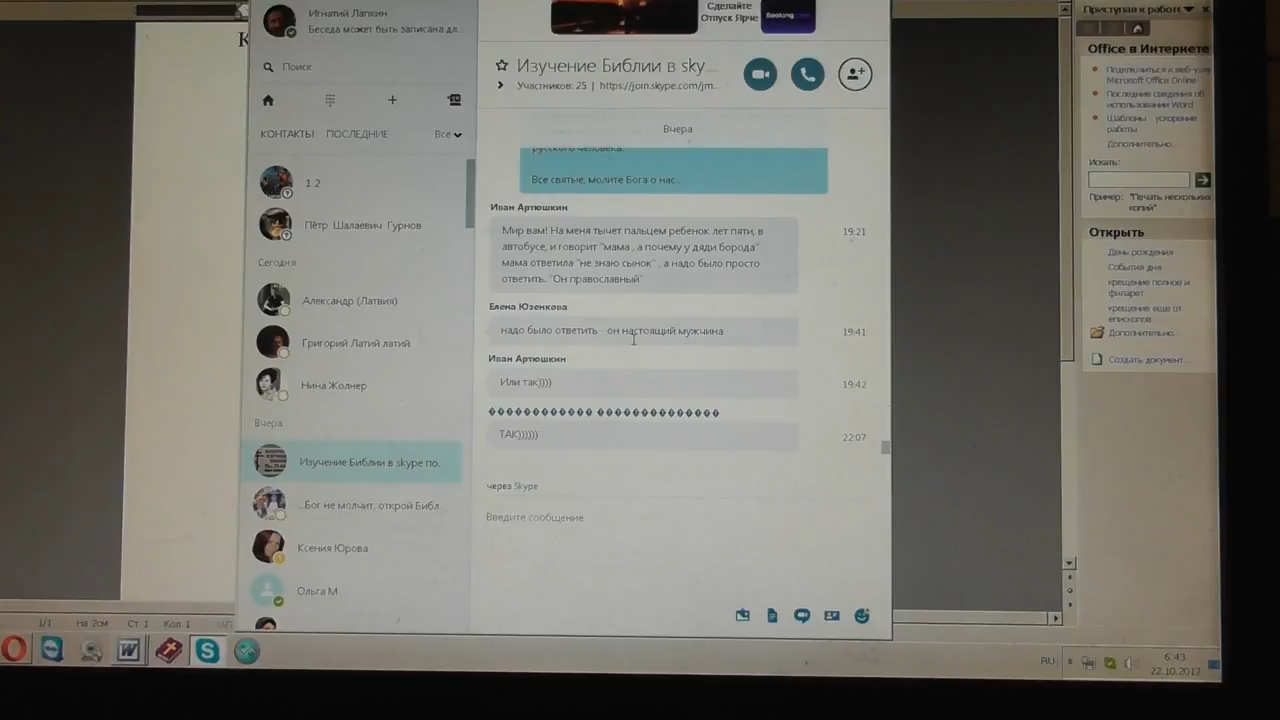 Игнатий Лапкин
Беседа может быть записана дл...
Поиск
КОНТАКТЫ ПОСЛЕДНИЕ Все
1 2
Пётр Шалаевич Гурнов
Сегодня
Александр (Латвия)
Григорий Латий латий
Нина Жолнер
Вчера
Изучение Библии в skype по.
...Бог не молчит, открой Библ..
Ксения Юрова
Ольга М
К
Сделайте
Отпуск Ярче
Booking.com
Изучение Библии в sky...
Участников: 25 | https://join.skype.com/jm...
Вчера
русского человека.
Все святые, молите Бога о нас...
Иван Артюшкин
Мир вам! На меня тычет пальцем ребенок лет пяти, в
автобусе, и говорит "мама , а почему у дяди борода"
мама ответила "не знаю сынок" , а надо было просто
ответить. "Он православный"
19:21
Елена Юзенкова
надо было ответить - он настоящий мужчина
19:41
Иван Артюшкин
Или так))))
19:42
ТАК))))))
22:07
через Skype
Введите сообщение
Приступая к работе
Office в Интернете
Подключиться к веб-узлу
Microsoft Office Online
Последние сведения об
использовании Word
Шаблоны ускорение
работы
Дополнительно...
Искать:
Пример: "Печать нескольких
копий"
Открыть
День рождения
События дня
крещение полное и
филарет
крещение еще от
епископов
Дополнительно...
Создать документ...
1/1 На 2см Ст 1 Кол 1
RU
6:43
22.10.2017